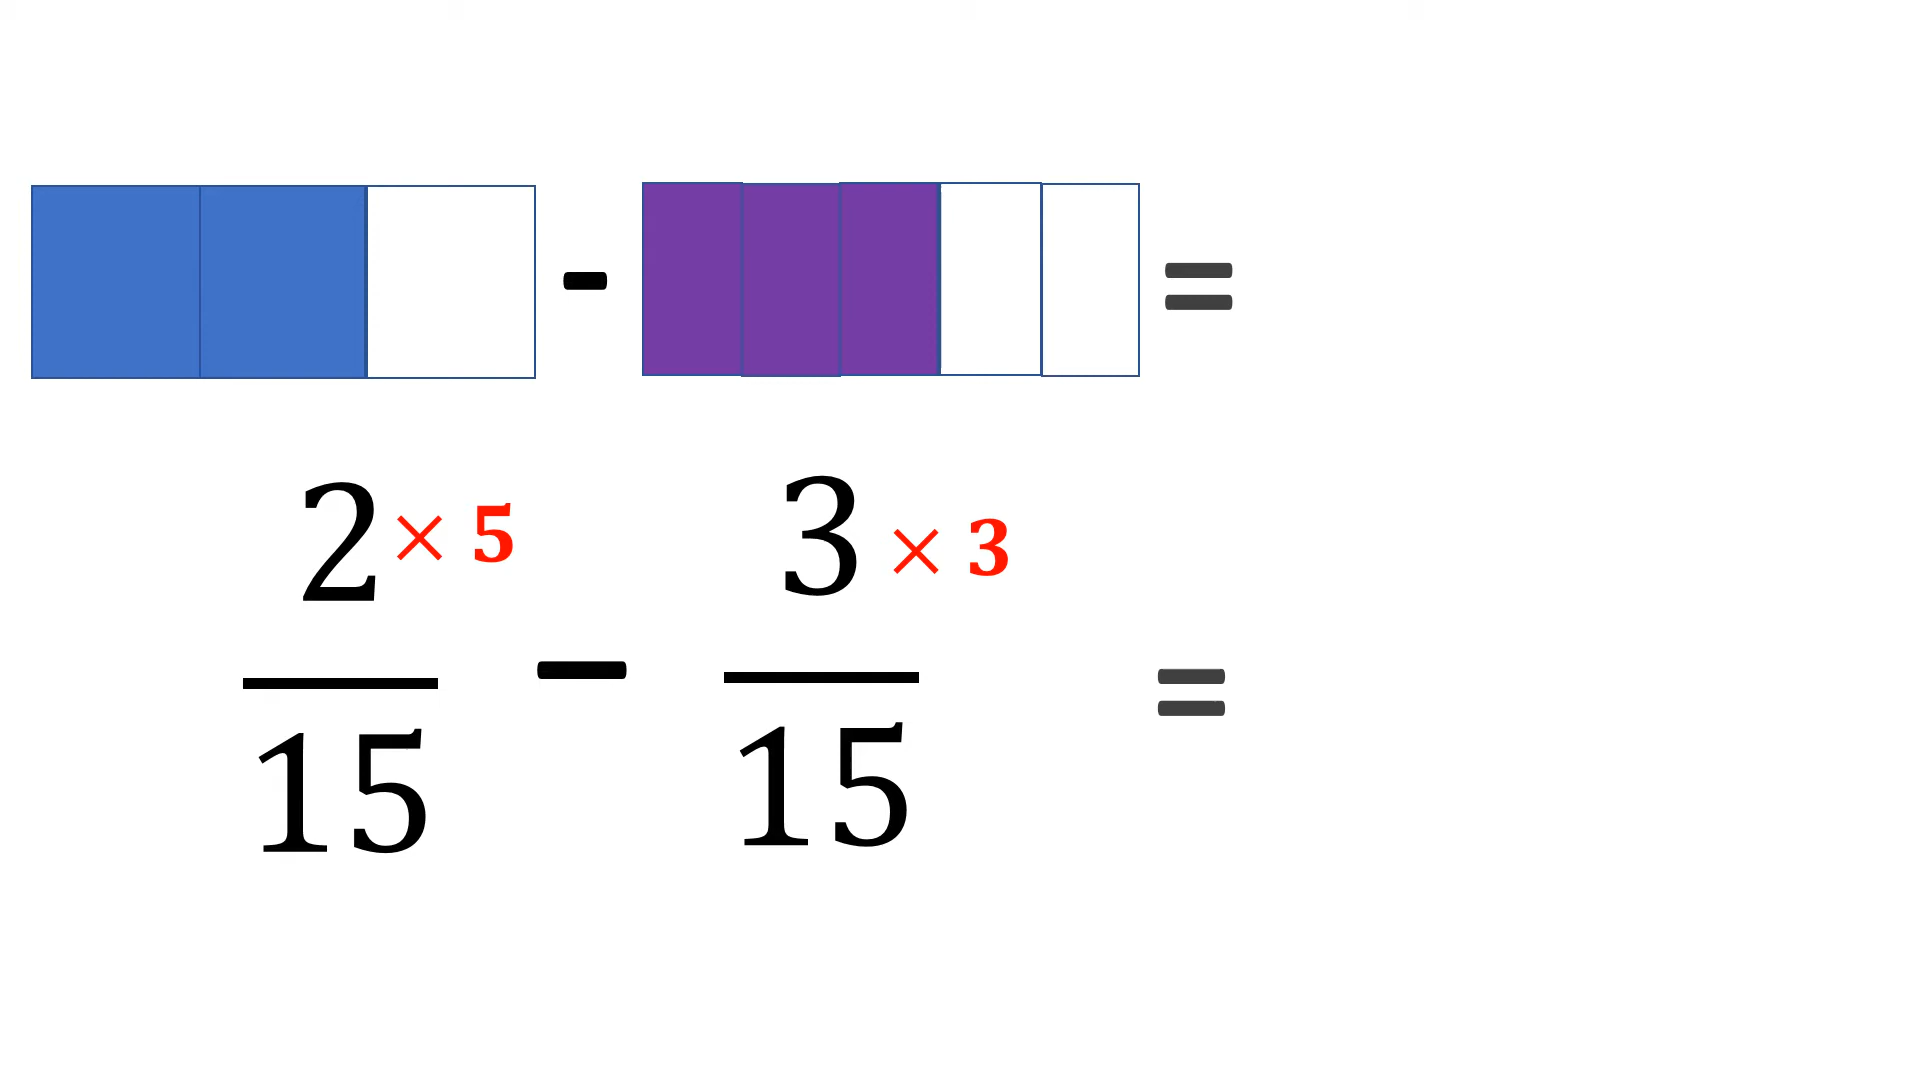 - =
2 × 5 3 × 3
− =
15 15